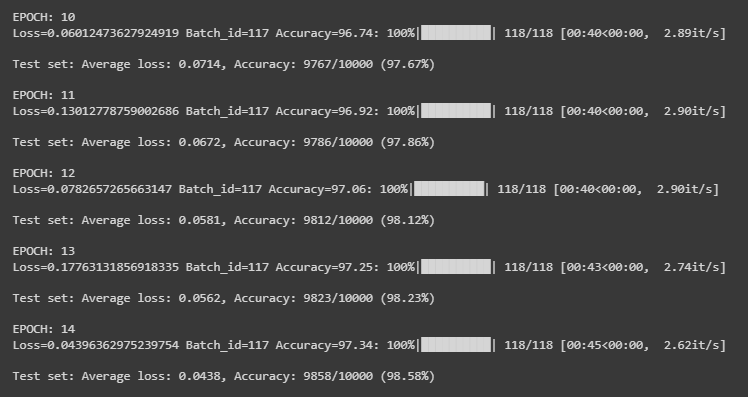 EPOCH: 10
Loss=0.06012473627924919 Batch_id=117 Accuracy=96.74: 100%|██████████| 118/118 [00:40<00:00, 2.89it/s]
Test set: Average loss: 0.0714, Accuracy: 9767/10000 (97.67%)
EPOCH: 11
Loss=0.13012778759002686 Batch_id=117 Accuracy=96.92: 100%|██████████| 118/118 [00:40<00:00, 2.90it/s]
Test set: Average loss: 0.0672, Accuracy: 9786/10000 (97.86%)
EPOCH: 12
Loss=0.0782657265663147 Batch_id=117 Accuracy=97.06: 100%|██████████| 118/118 [00:40<00:00, 2.90it/s]
Test set: Average loss: 0.0581, Accuracy: 9812/10000 (98.12%)
EPOCH: 13
Loss=0.17763131856918335 Batch_id=117 Accuracy=97.25: 100%|██████████| 118/118 [00:43<00:00, 2.74it/s]
Test set: Average loss: 0.0562, Accuracy: 9823/10000 (98.23%)
EPOCH: 14
Loss=0.04396362975239754 Batch_id=117 Accuracy=97.34: 100%|██████████| 118/118 [00:45<00:00, 2.62it/s]
Test set: Average loss: 0.0438, Accuracy: 9858/10000 (98.58%)